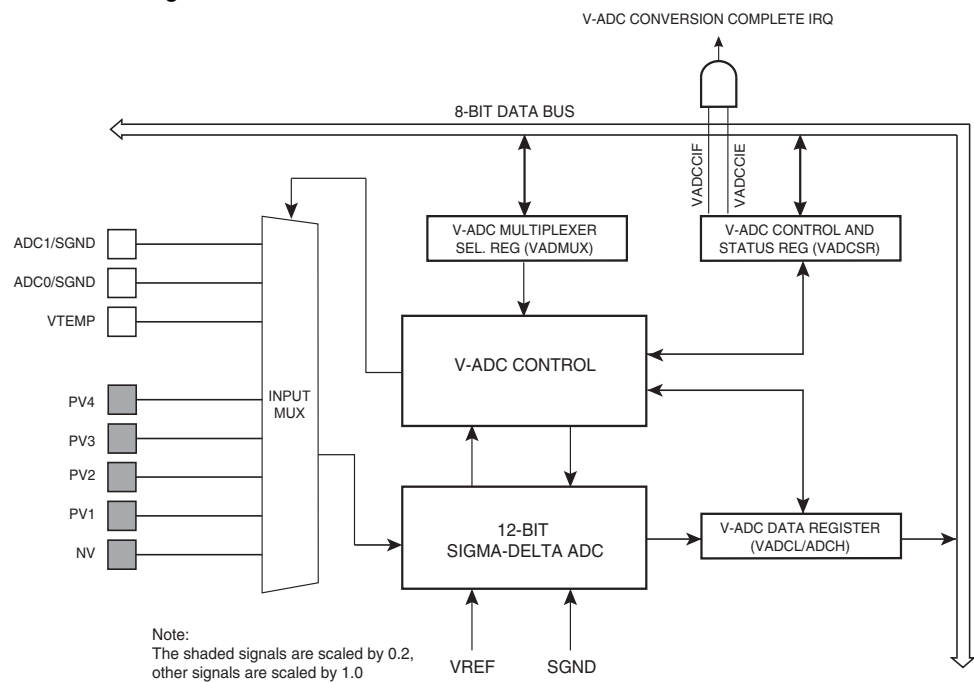 V-ADC CONVERSION COMPLETE IRQ
8-BIT DATA BUS
VADCCIF
VADCCIE
V-ADC MULTIPLEXER
SEL. REG (VADMUX)
V-ADC CONTROL AND
STATUS REG (VADCSR)
ADC1/SGND
ADC0/SGND
VTEMP
V-ADC CONTROL
INPUT
MUX
PV4
PV3
PV2
PV1
NV
12-BIT
SIGMA-DELTA ADC
V-ADC DATA REGISTER
(VADCL/ADCH)
Note:
The shaded signals are scaled by 0.2,
other signals are scaled by 1.0
VREF
SGND